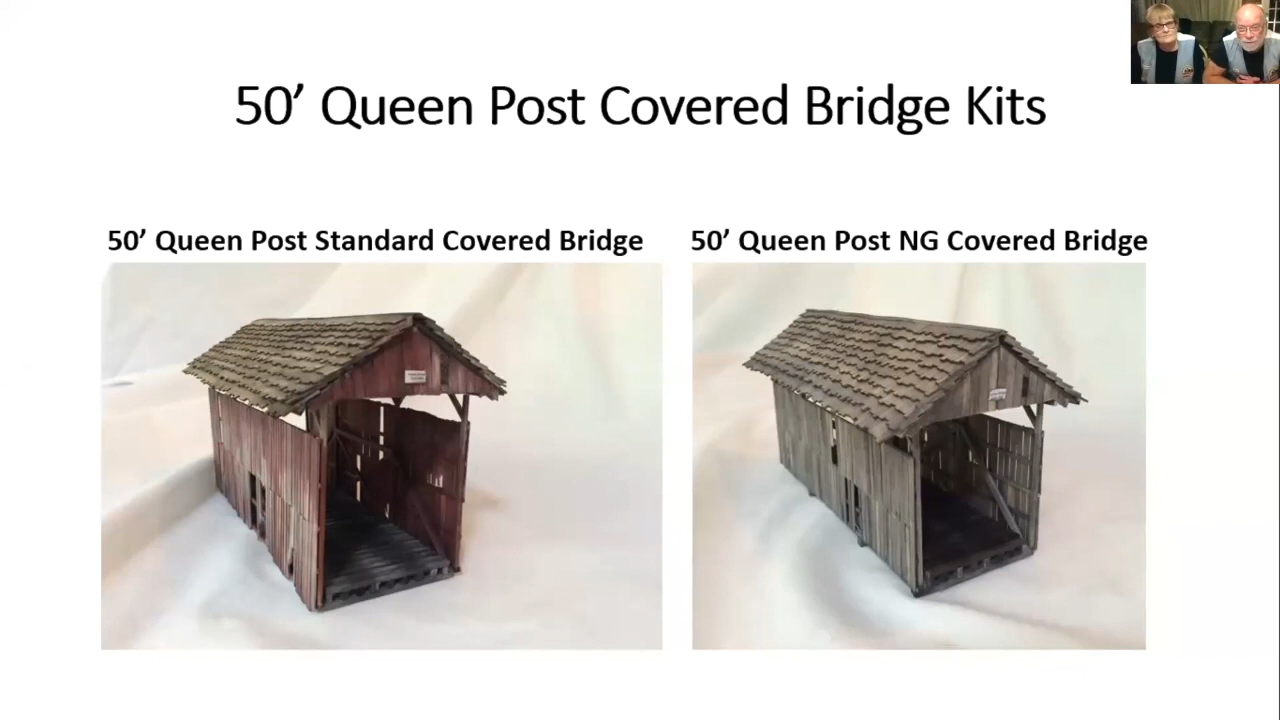 50’ Queen Post Covered Bridge Kits
50’ Queen Post Standard Covered Bridge
50’ Queen Post NG Covered Bridge